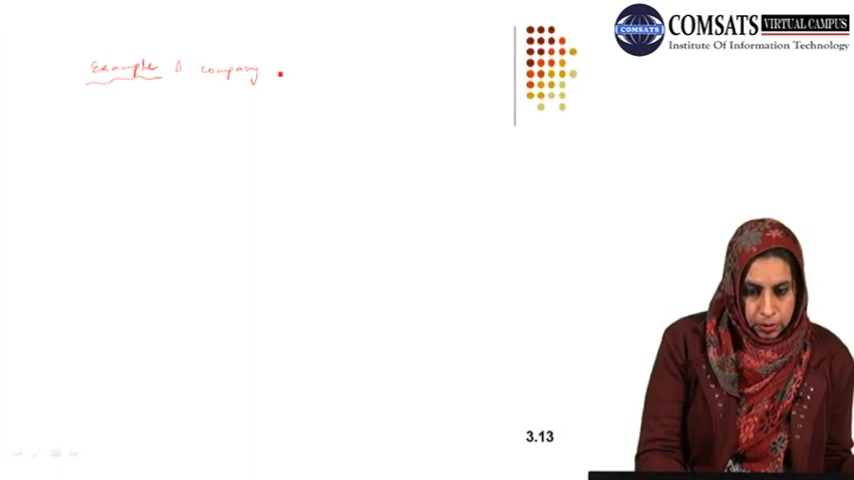 COMSATS VIRTUAL CAMPUS
COMSATS
Institute Of Information Technology
Example A company
3.13